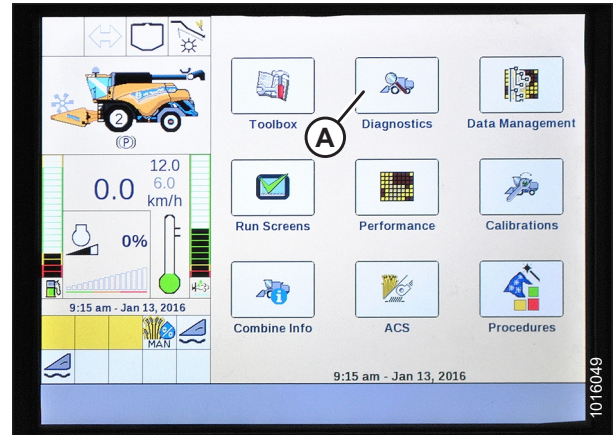 Toolbox
Diagnostics
Data Management
A
2
(P)
12.0
6.0
0.0
km/h
0%
Run Screens
Performance
Calibrations
9:15 am - Jan 13, 2016
MAN
Combine Info
ACS
Procedures
9:15 am - Jan 13, 2016
1016049